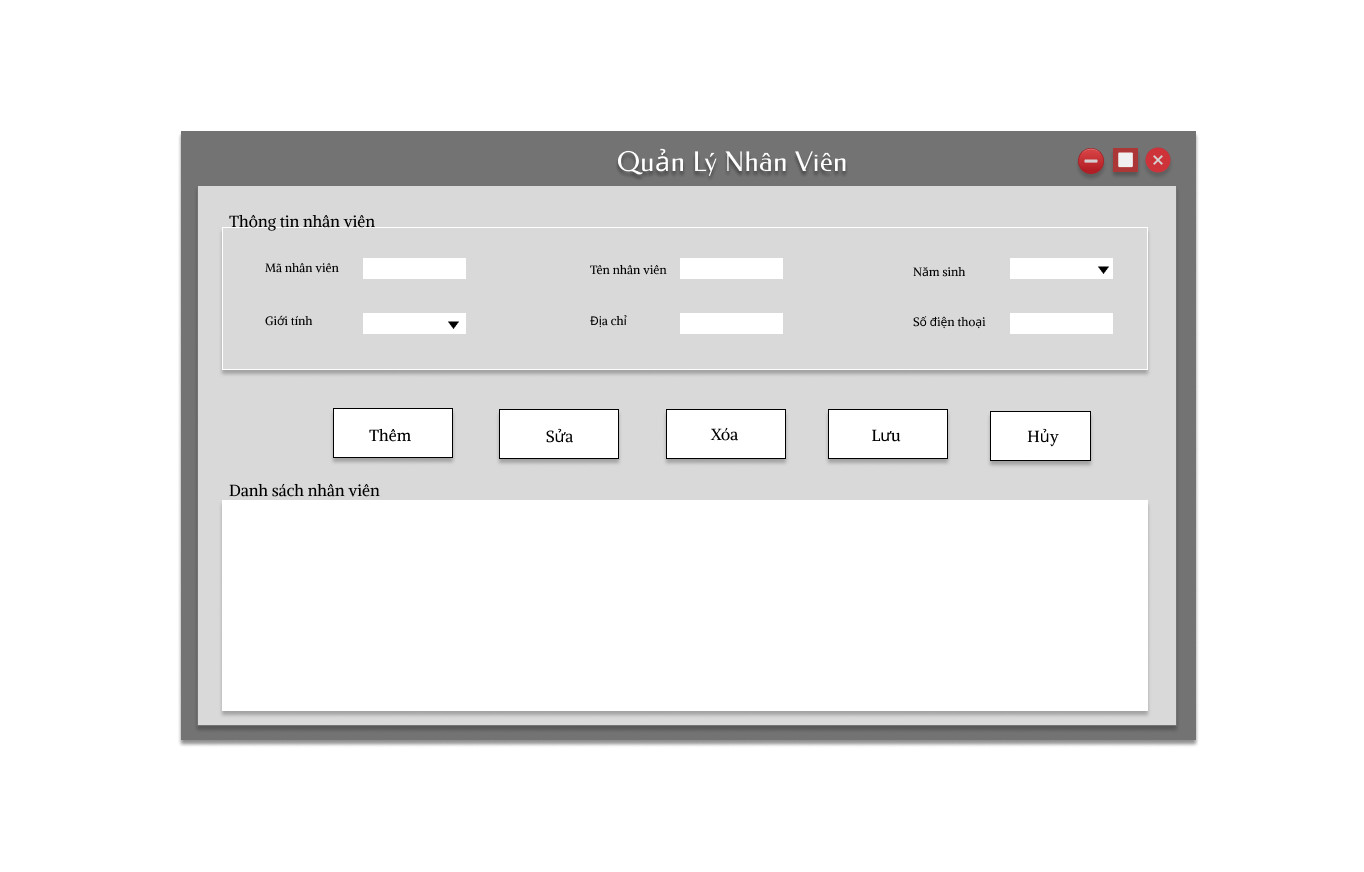 Quản Lý Nhân Viên
Thông tin nhân viên
Mã nhân viên
Tên nhân viên
Năm sinh
Giới tính
Địa chỉ
Số điện thoại
Thêm
Sửa
Xóa
Lưu
Hủy
Danh sách nhân viên